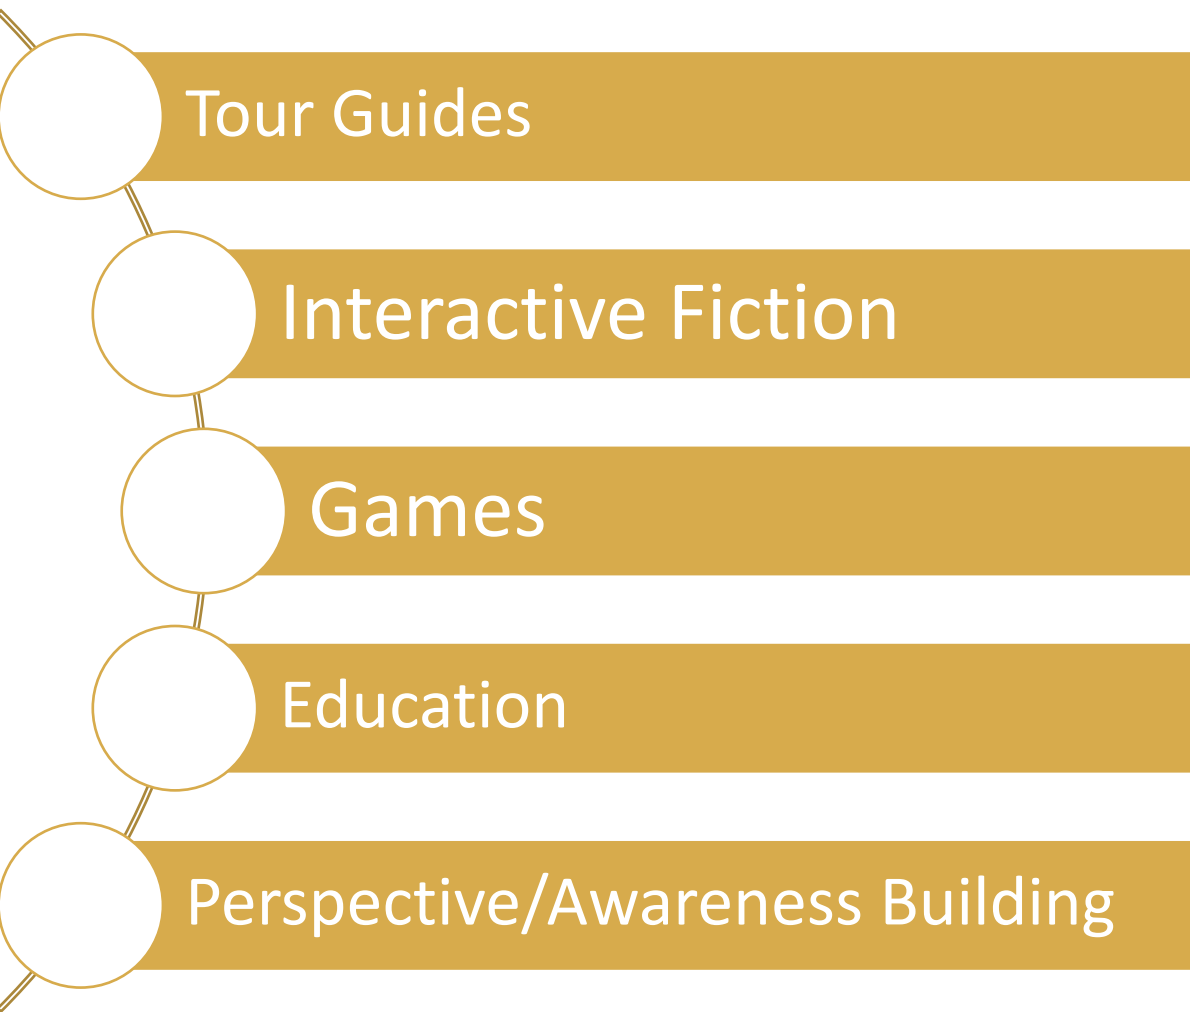 Tour Guides
Interactive Fiction
Games
Education
Perspective/Awareness Building